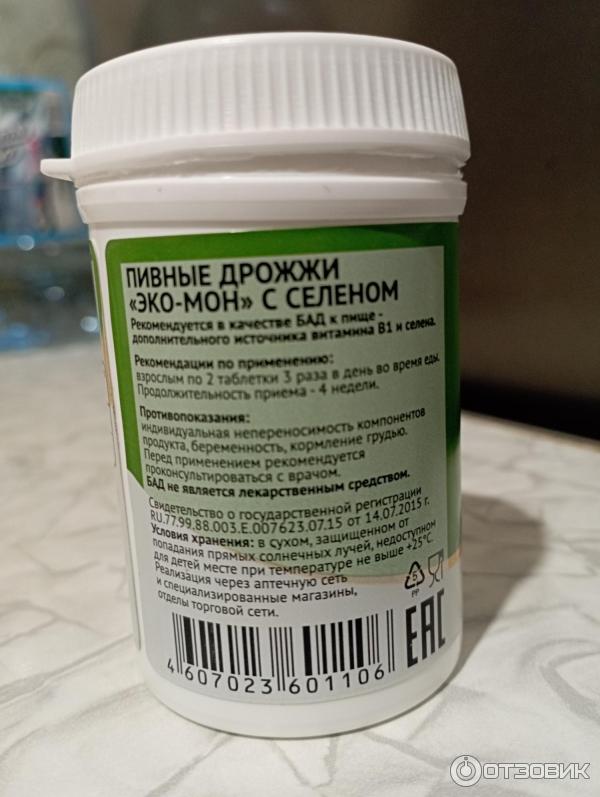 ПИВНЫЕ ДРОЖЖИ
«ЭКО-МОН» С СЕЛЕНОМ
Рекомендуется в качестве БАД к пище -
дополнительного источника витамина В1 и селена.
Рекомендации по применению:
взрослым по 2 таблетки 3 раза в день во время еды.
Продолжительность приема - 4 недели.
Противопоказания:
индивидуальная непереносимость компонентов
продукта, беременность, кормление грудью.
Перед применением рекомендуется
проконсультироваться с врачом.
БАД не является лекарственным средством.
Свидетельство о государственной регистрации
RU.77.99.88.003.E.007623.07.15 от 14.07.2015 г.
Условия хранения: в сухом, защищенном от
попадания прямых солнечных лучей, недоступном
для детей месте при температуре не выше +25°С.
Реализация через аптечную сеть
и специализированные магазины,
отделы торговой сети.
5
PP
EAC
4 607023 601106
ОТЗОВИК